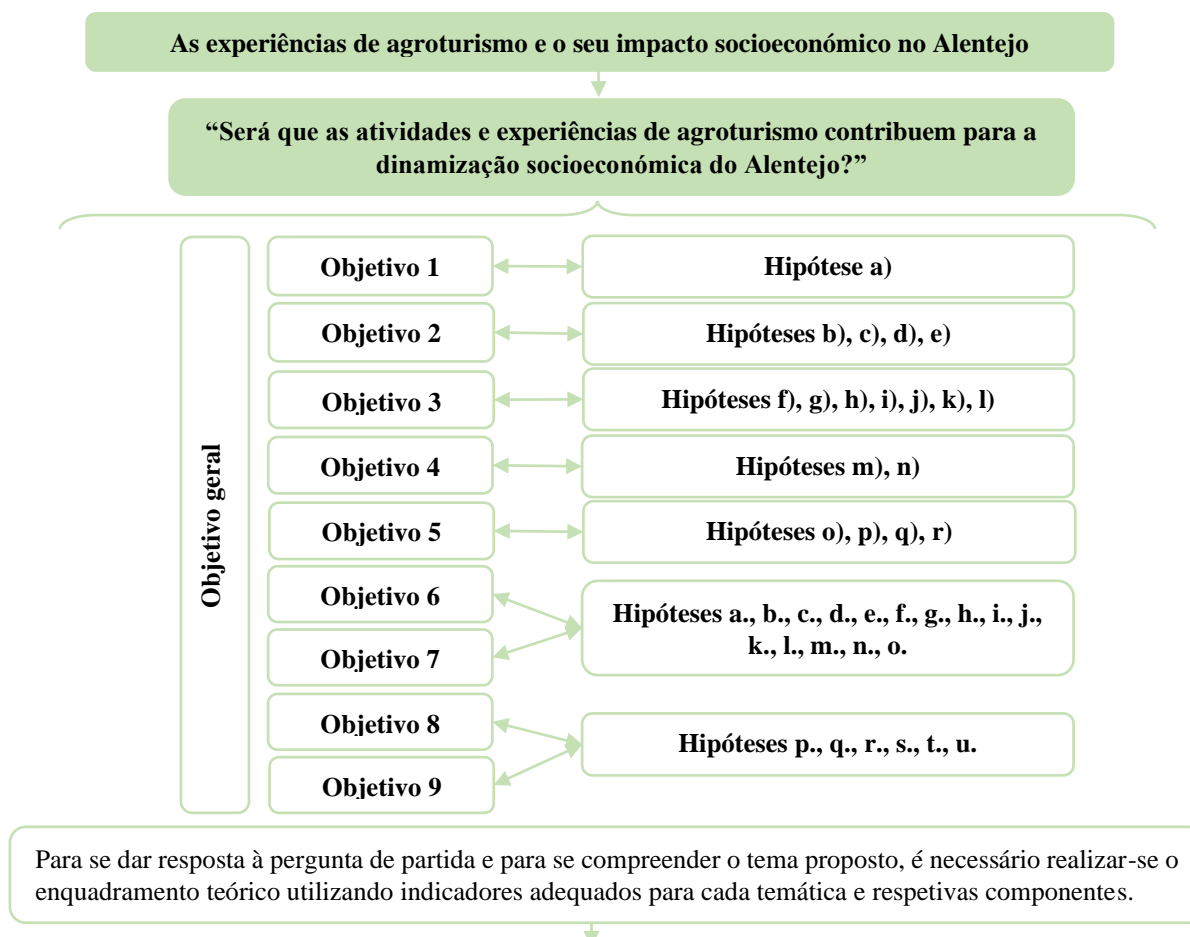 As experiências de agroturismo e o seu impacto socioeconómico no Alentejo
“Será que as atividades e experiências de agroturismo contribuem para a
dinamização socioeconómica do Alentejo?”
Objetivo geral
Objetivo 1
Hipótese a)
Objetivo 2
Hipóteses b), c), d), e)
Objetivo 3
Hipóteses f), g), h), i), j), k), l)
Objetivo 4
Hipóteses m), n)
Objetivo 5
Hipóteses o), p), q), r)
Objetivo 6
Objetivo 7
Hipóteses a., b., c., d., e., f., g., h., i., j.,
k., l., m., n., o.
Objetivo 8
Objetivo 9
Hipóteses p., q., r., s., t., u.
Para se dar resposta à pergunta de partida e para se compreender o tema proposto, é necessário realizar-se o
enquadramento teórico utilizando indicadores adequados para cada temática e respetivas componentes.